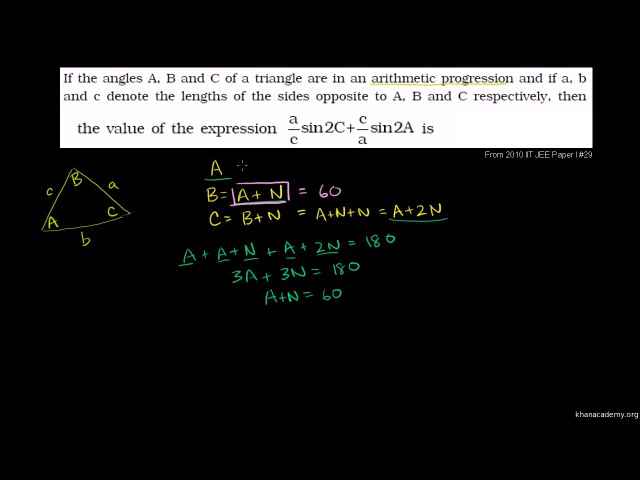 If the angles A, B and C of a triangle are in an arithmetic progression and if a, b
and c denote the lengths of the sides opposite to A, B and C respectively, then
the value of the expression a/c sin2C+ c/a sin2A is
From 2010 IIT JEE Paper I #29
A
B = A + N = 60
C = B+N = A+N+N = A+2N
B
c a
A C
b
A + A + N + A + 2N = 180
3A + 3N = 180
A+N = 60
khanacademy.org